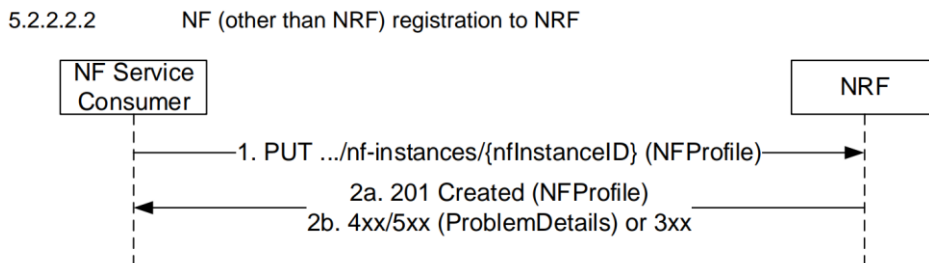 5.2.2.2.2 NF (other than NRF) registration to NRF
NF Service
Consumer
NRF
1. PUT .../nf-instances/{nfInstanceID} (NFProfile)
2a. 201 Created (NFProfile)
2b. 4xx/5xx (ProblemDetails) or 3xx